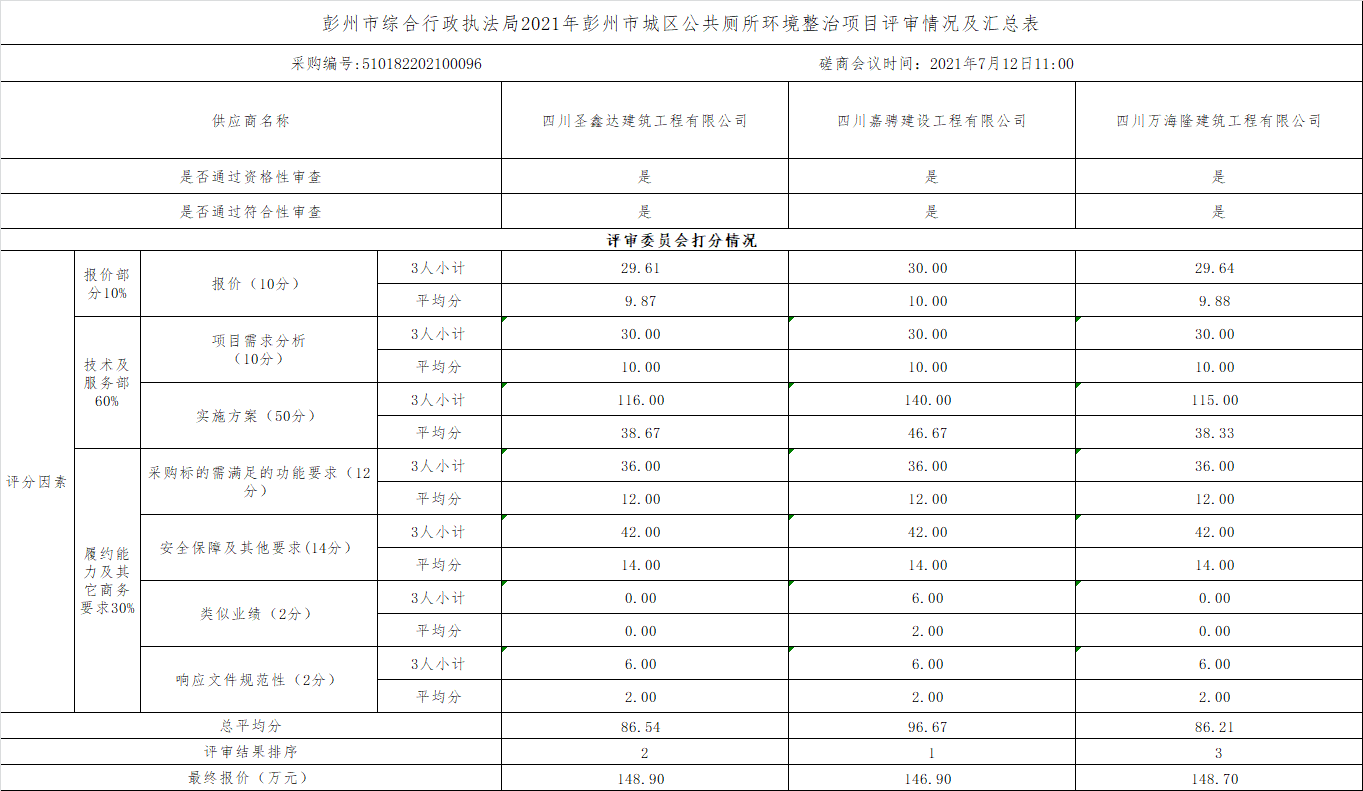 彭州市综合行政执法局2021年彭州市城区公共厕所环境整治项目评审情况及汇总表
采购编号:510182202100096 磋商会议时间：2021年7月12日11:00
供应商名称 四川圣鑫达建筑工程有限公司 四川嘉骋建设工程有限公司 四川万海隆建筑工程有限公司
是否通过资格性审查 是 是 是
是否通过符合性审查 是 是 是
评审委员会打分情况
评分因素
报价部
分10%
报价（10分）
3人小计 29.61 30.00 29.64
平均分 9.87 10.00 9.88
技术及
服务部
60%
项目需求分析
（10分）
3人小计 30.00 30.00 30.00
平均分 10.00 10.00 10.00
实施方案（50分）
3人小计 116.00 140.00 115.00
平均分 38.67 46.67 38.33
履约能
力及其
它商务
要求30%
采购标的需满足的功能要求（12
分）
3人小计 36.00 36.00 36.00
平均分 12.00 12.00 12.00
安全保障及其他要求(14分）
3人小计 42.00 42.00 42.00
平均分 14.00 14.00 14.00
类似业绩（2分）
3人小计 0.00 6.00 0.00
平均分 0.00 2.00 0.00
响应文件规范性（2分）
3人小计 6.00 6.00 6.00
平均分 2.00 2.00 2.00
总平均分 86.54 96.67 86.21
评审结果排序 2 1 3
最终报价（万元） 148.90 146.90 148.70